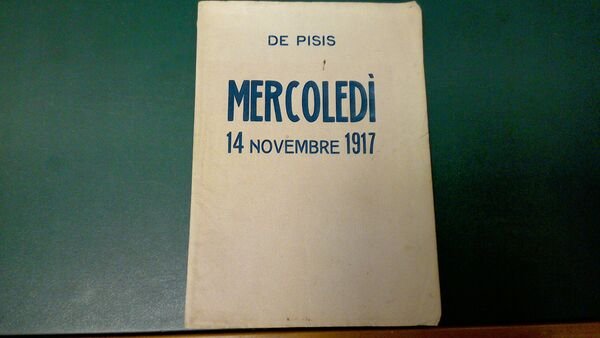 DE PISIS
MERCOLEDÌ
14 NOVEMBRE 1917